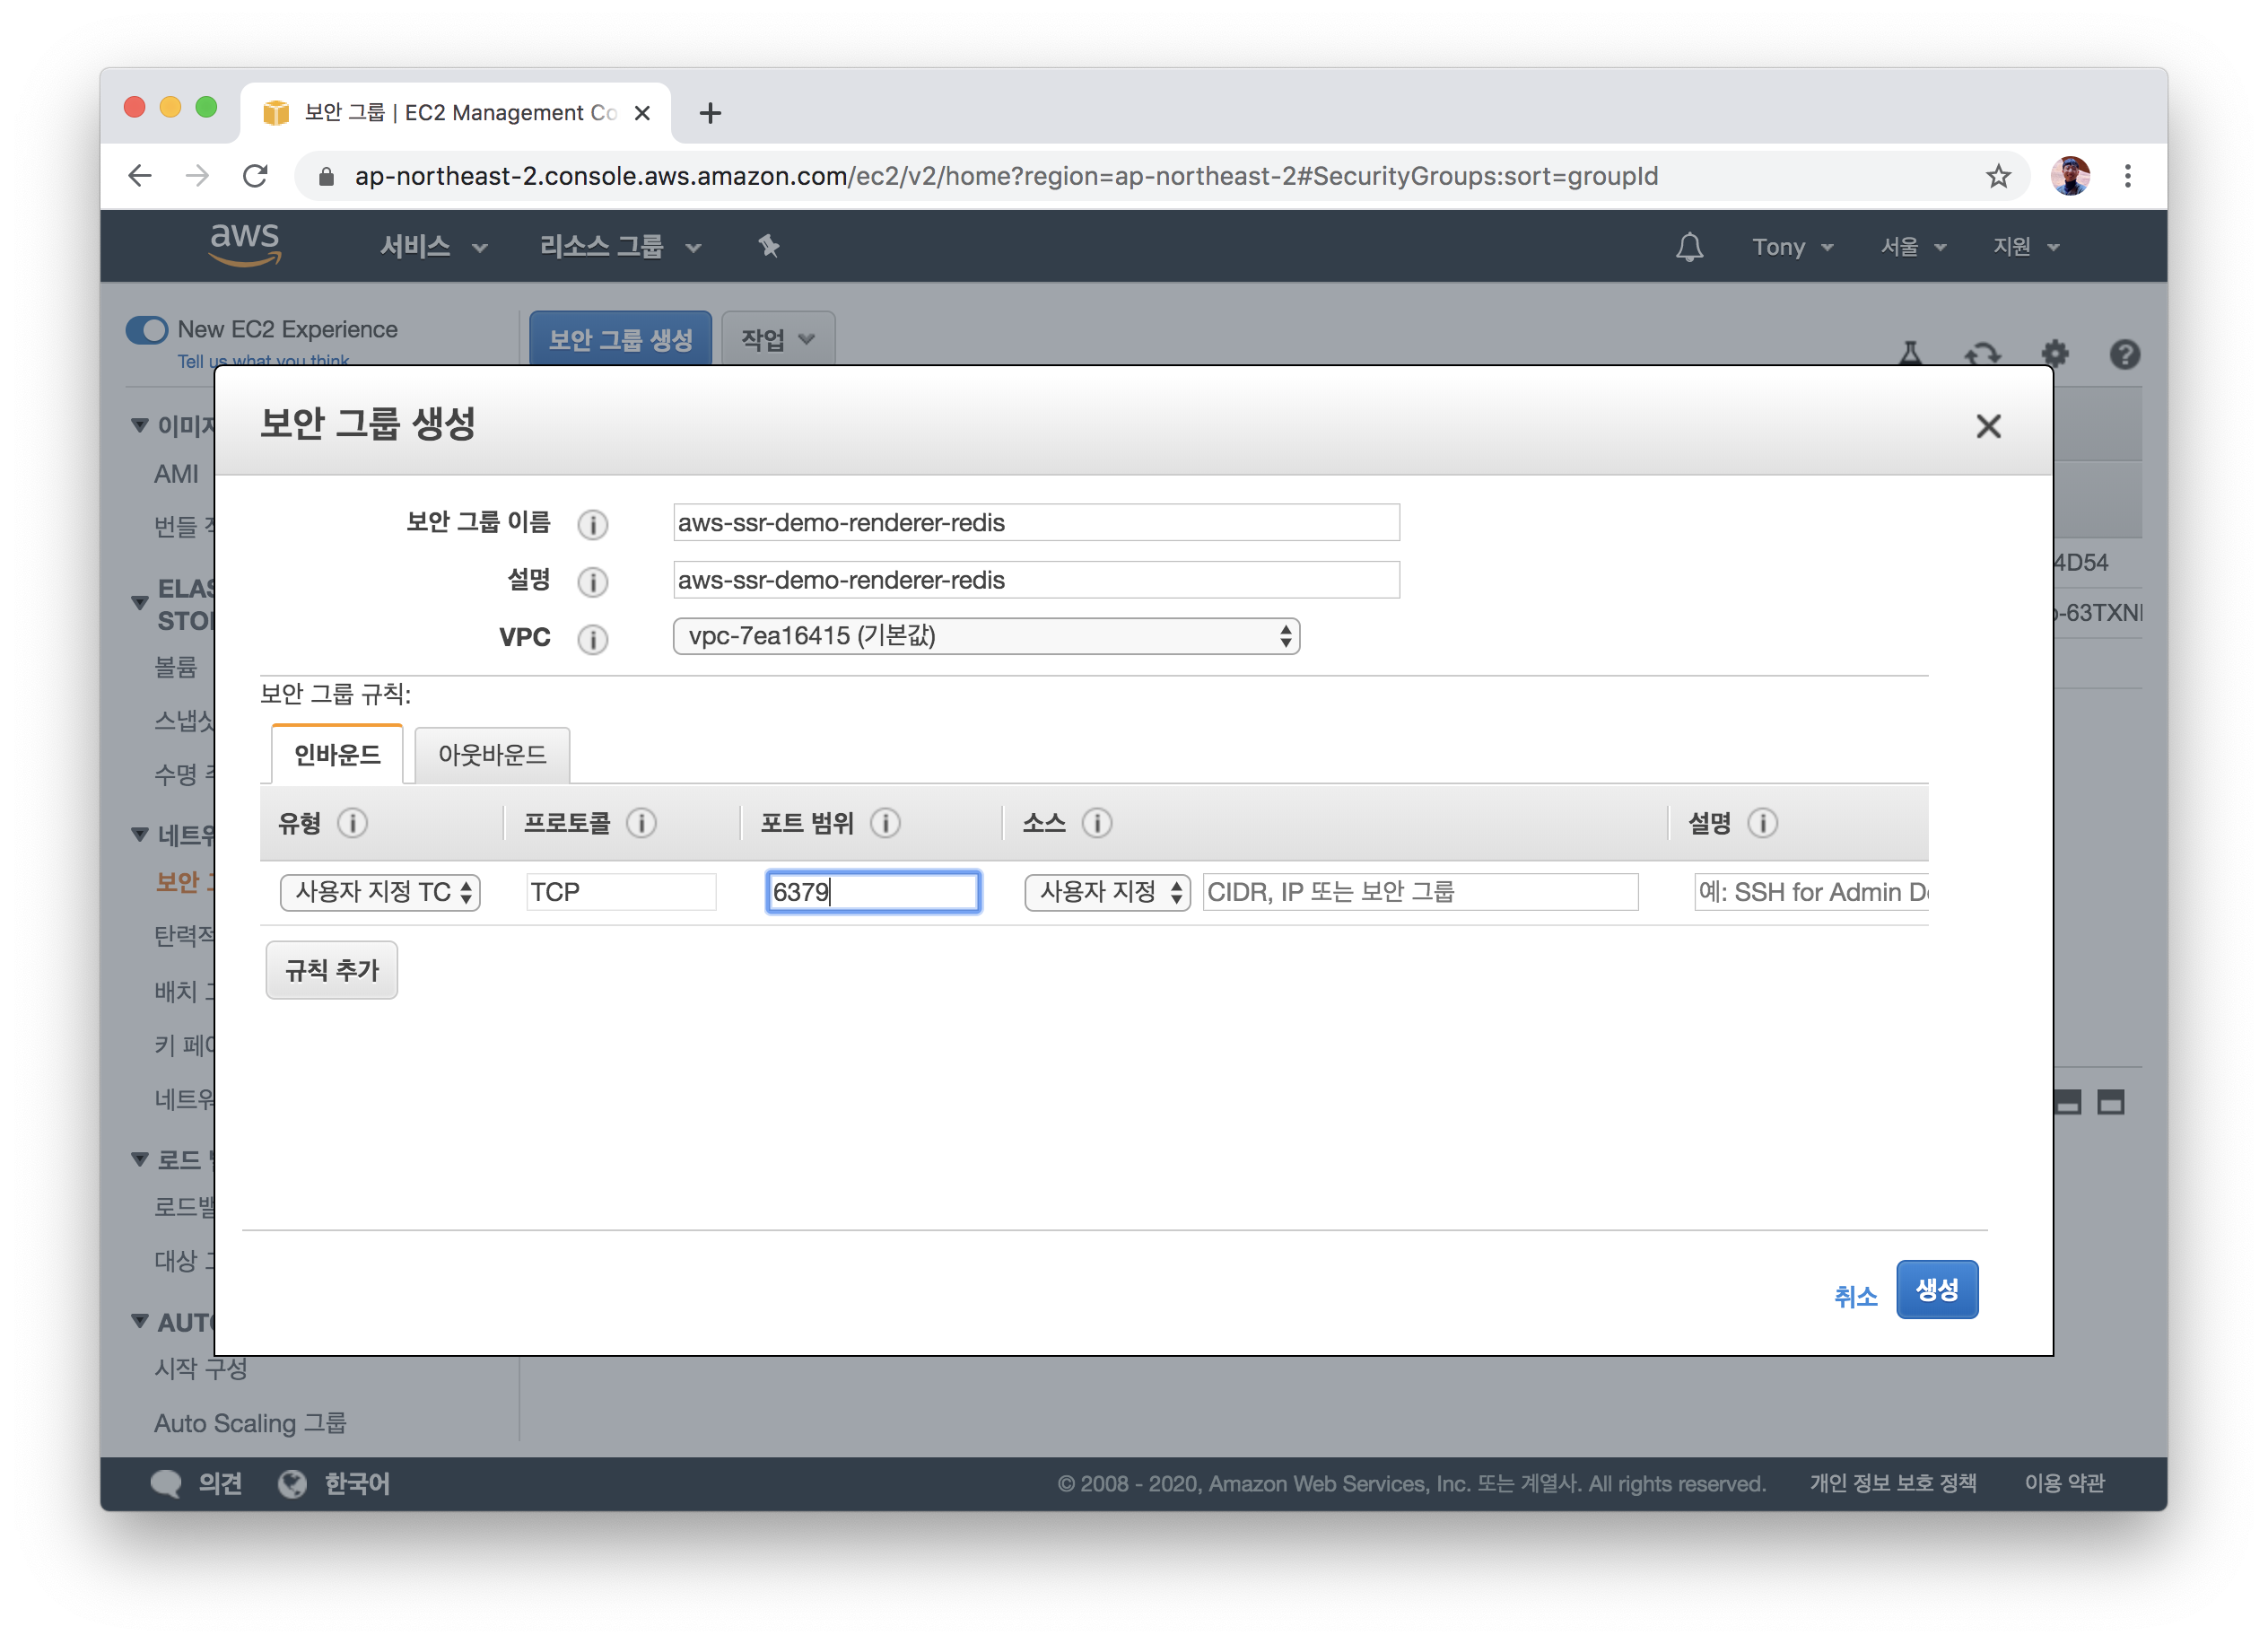 보안 그룹 | EC2 Management Co
ap-northeast-2.console.aws.amazon.com/ec2/v2/home?region=ap-northeast-2#SecurityGroups:sort=groupId
aws 서비스 리소스 그룹 Tony 서울 지원
New EC2 Experience
Tell us what you think
보안 그룹 생성 작업
보안 그룹 생성
보안 그룹 이름 aws-ssr-demo-renderer-redis
설명 aws-ssr-demo-renderer-redis
VPC vpc-7ea16415 (기본값)
보안 그룹 규칙:
인바운드 아웃바운드
유형 프로토콜 포트 범위 소스 설명
사용자 지정 TC TCP 6379 사용자 지정 CIDR, IP 또는 보안 그룹 예: SSH for Admin De
규칙 추가
취소 생성
이미지
AMI
번들
ELAS
STO
볼륨
스냅샷
수명
네트워
보안
탄력적
배치
키 페어
네트워
로드
로드밸
대상
AUTO
시작 구성
Auto Scaling 그룹
4D54
-63TXN
의견 한국어 © 2008 - 2020, Amazon Web Services, Inc. 또는 계열사. All rights reserved. 개인 정보 보호 정책 이용 약관